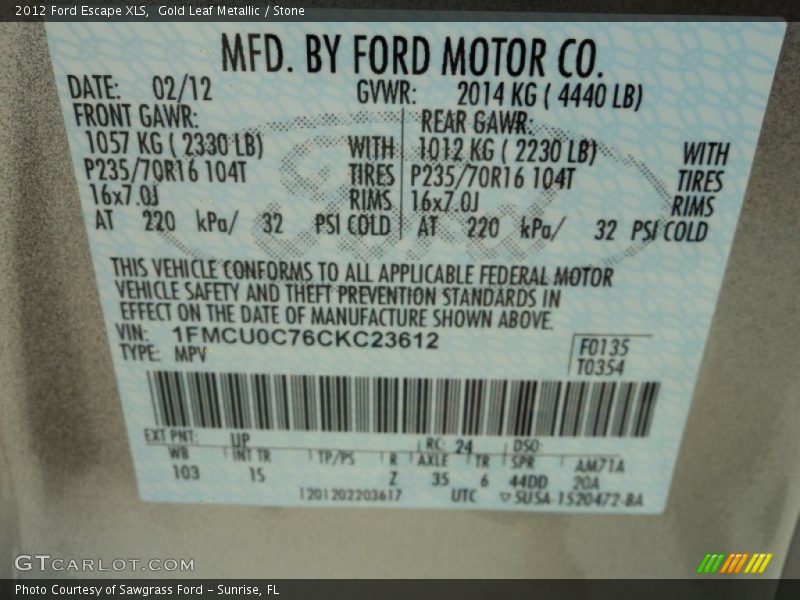 2012 Ford Escape XLS, Gold Leaf Metallic / Stone
MFD. BY FORD MOTOR CO.
DATE: 02/12 GVWR: 2014 KG ( 4440 LB)
FRONT GAWR: REAR GAWR:
1057 KG ( 2330 LB) WITH 1012 KG ( 2230 LB) WITH
P235/70R16 104T TIRES P235/70R16 104T TIRES
16x7.0J RIMS 16x7.0J RIMS
AT 220 kPa/ 32 PSI COLD AT 220 kPa/ 32 PSI COLD
THIS VEHICLE CONFORMS TO ALL APPLICABLE FEDERAL MOTOR
VEHICLE SAFETY AND THEFT PREVENTION STANDARDS IN
EFFECT ON THE DATE OF MANUFACTURE SHOWN ABOVE.
VIN: 1FMCU0C76CKC23612 F0135
TYPE: MPV T0354
EXT PNT: UP RC: 24 DSO:
WB INT TR TP/PS R AXLE TR SPR AM71A
103 IS Z 35 6 44DD 20A
1201202203617 UTC SUSA-1520472-BA
GTCARLOT.COM
Photo Courtesy of Sawgrass Ford - Sunrise, FL